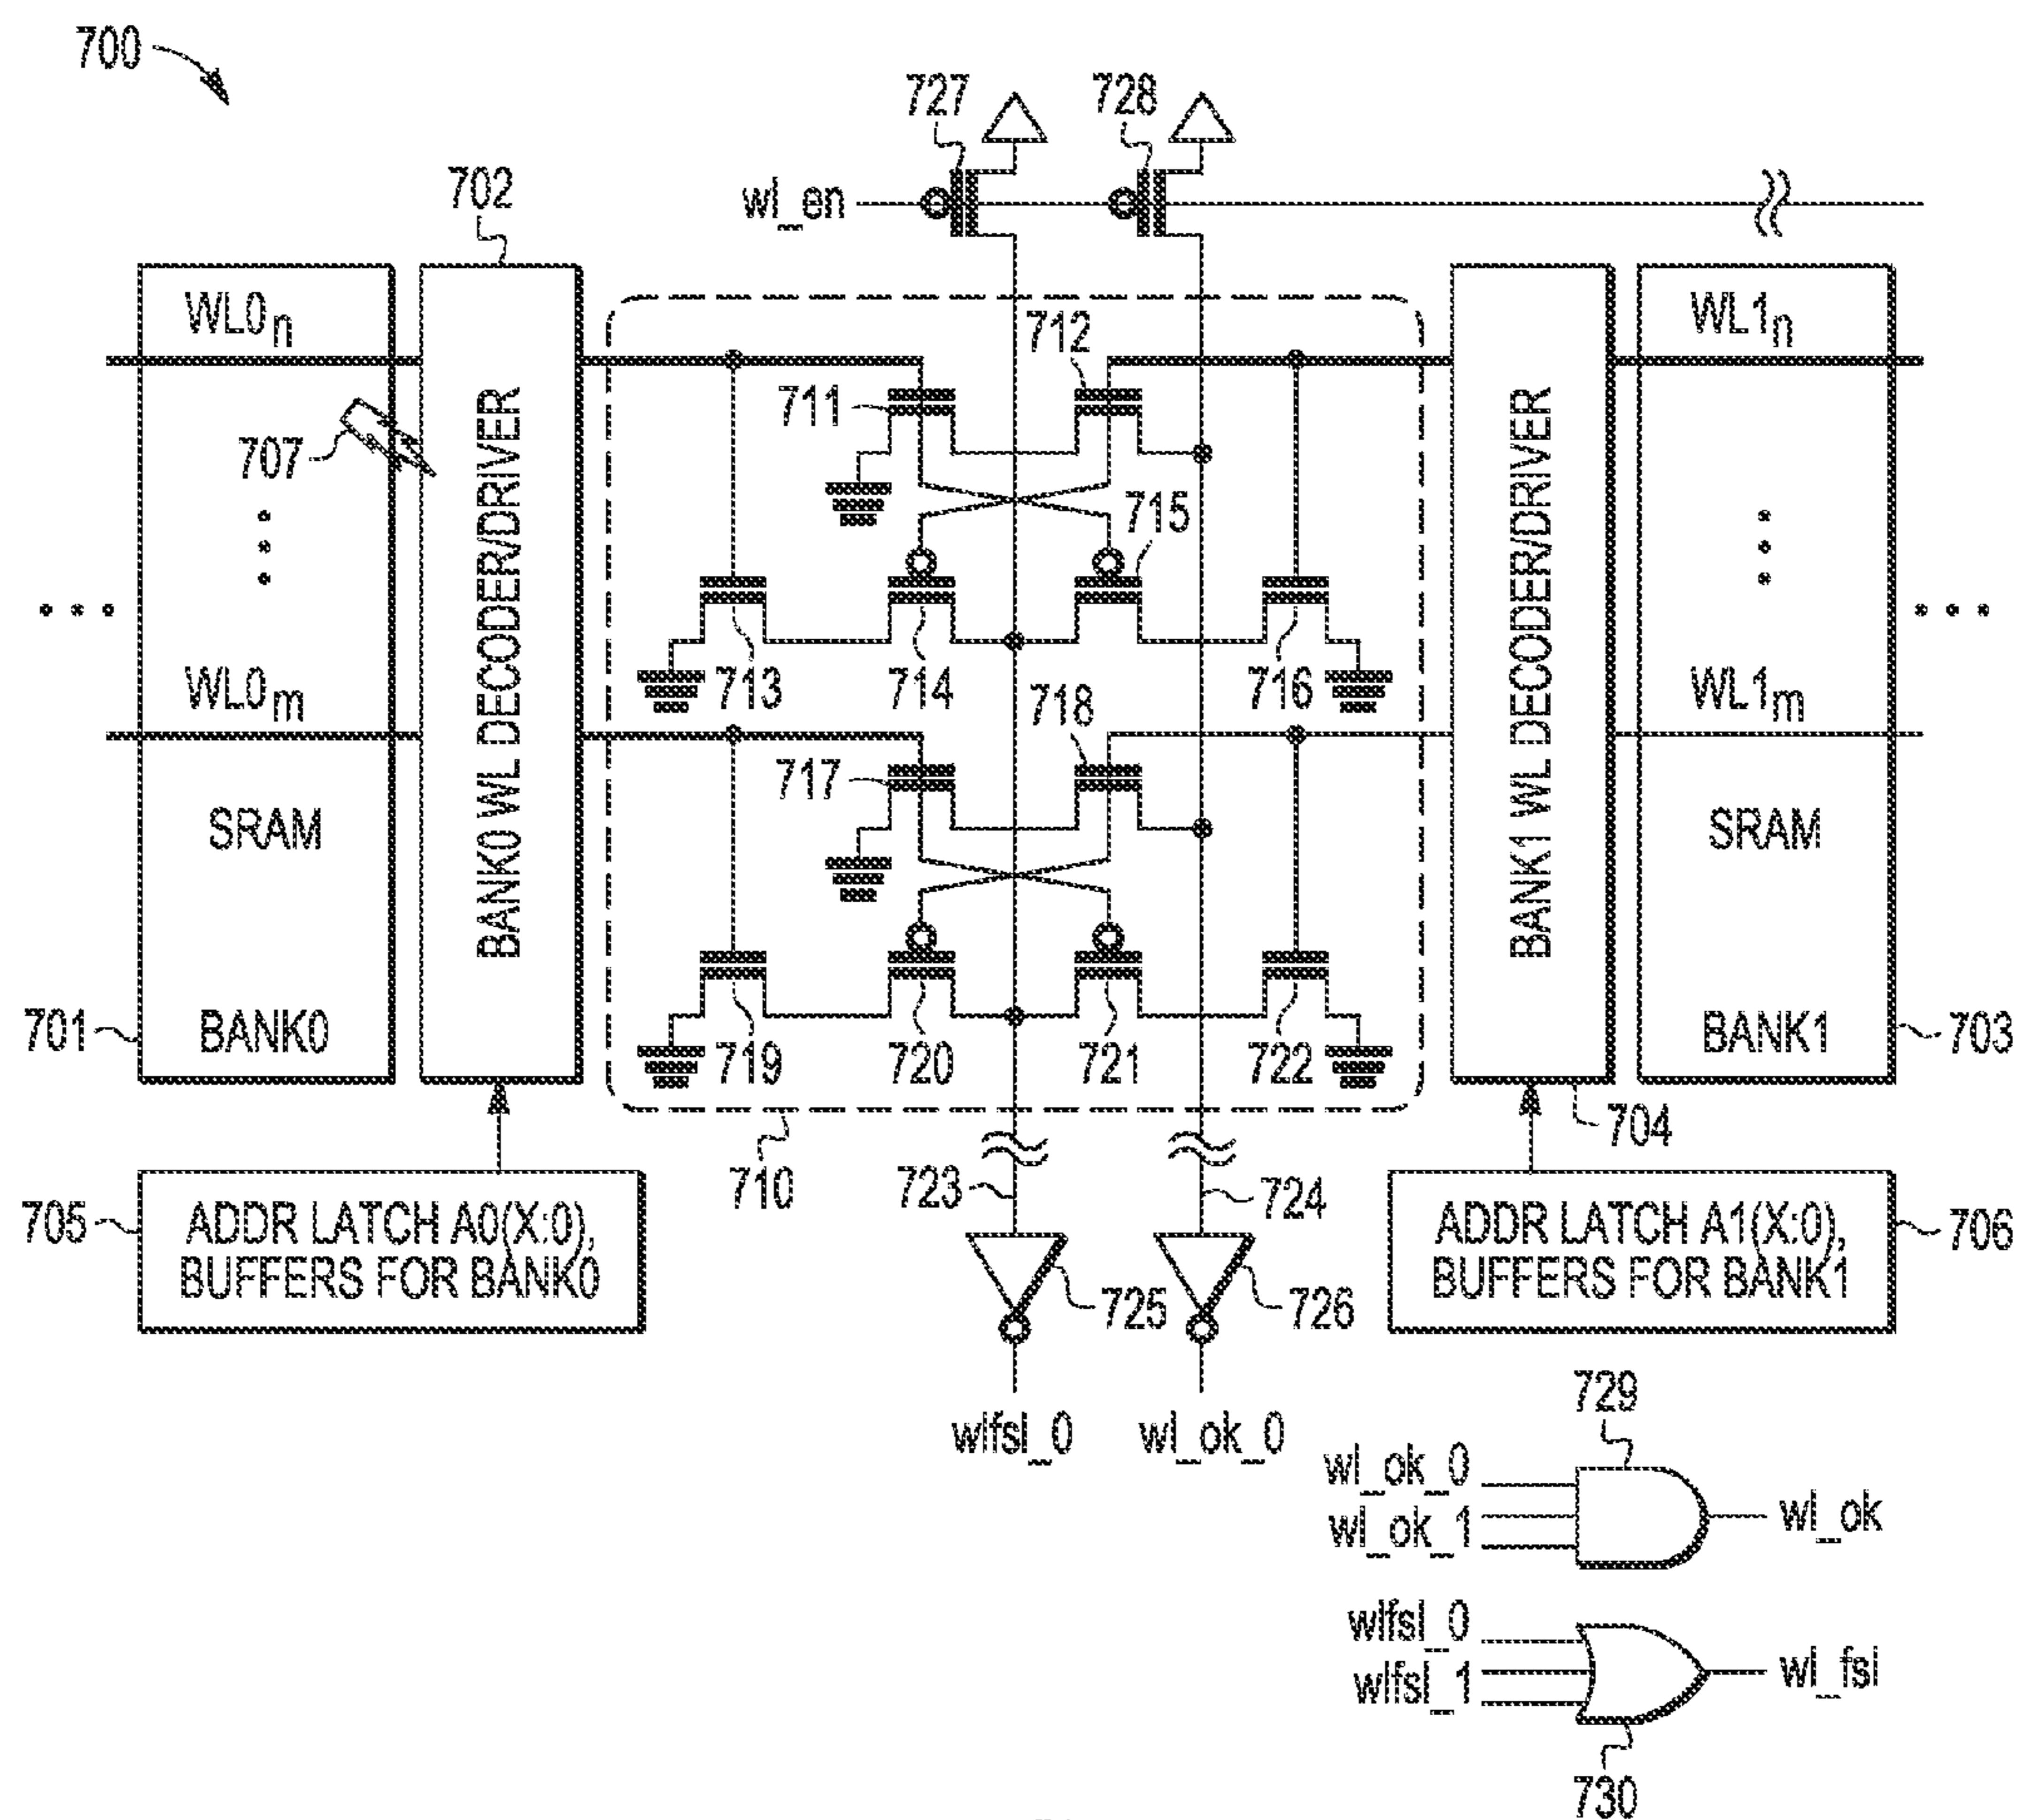 700
727
728
wl_en
702
WL0n
WL1n
712
711
707
715
BANK0 WL DECODER/DRIVER
BANK1 WL DECODER/DRIVER
WL0m
713
714
716
WL1m
718
717
SRAM
SRAM
701
BANK0
719
720
721
722
BANK1
703
704
710
723
724
705
ADDR LATCH A0(X:0),
BUFFERS FOR BANK0
ADDR LATCH A1(X:0),
BUFFERS FOR BANK1
706
725
726
wlfsl_0
wl_ok_0
729
wl_ok_0
wl_ok_1
wl_ok
wlfsl_0
wlfsl_1
wl_fsl
730